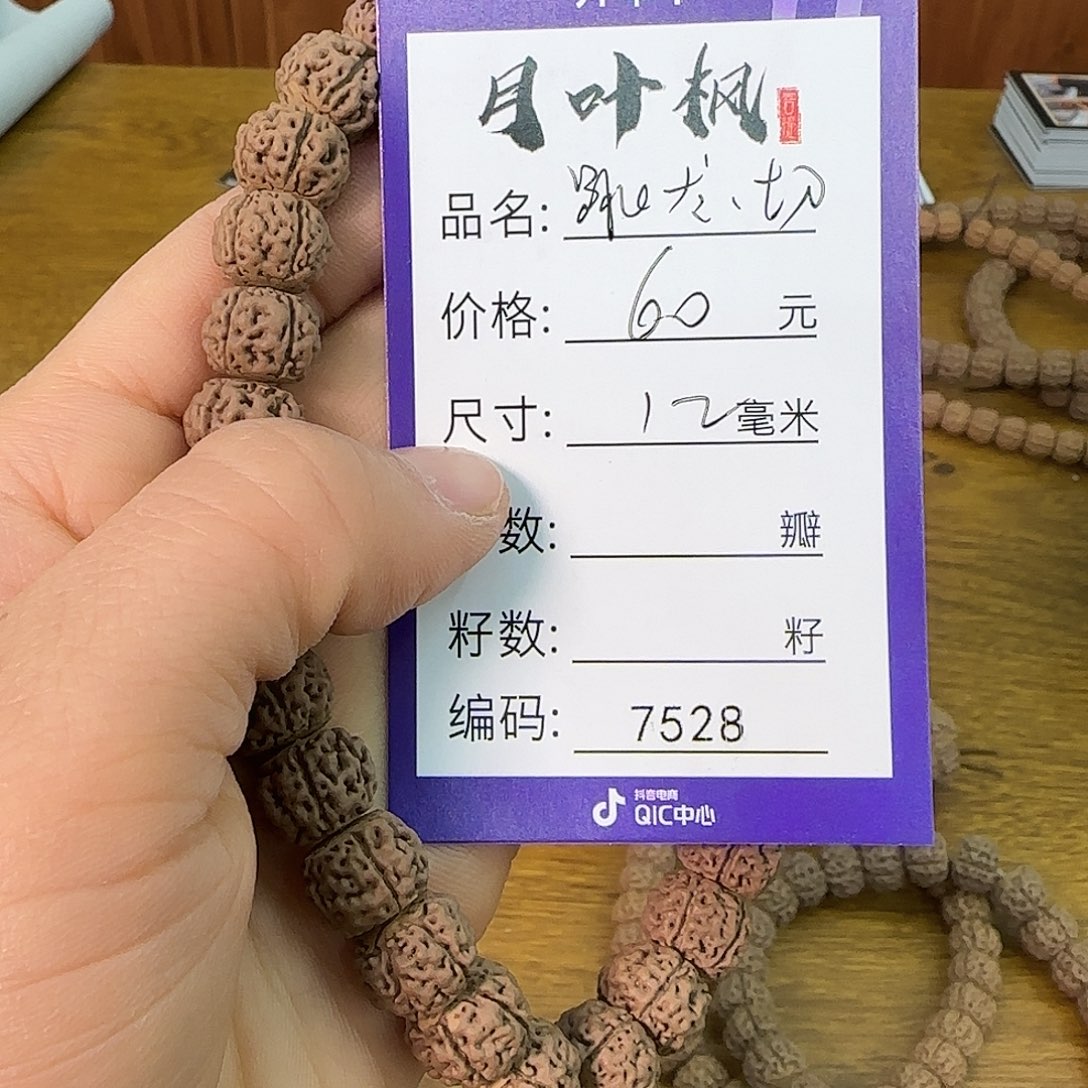 月叶枫
品名:
价格: 60 元
尺寸: 12 毫米
数: 瓣
籽数: 籽
编码: 7528
抖音电商
QIC中心